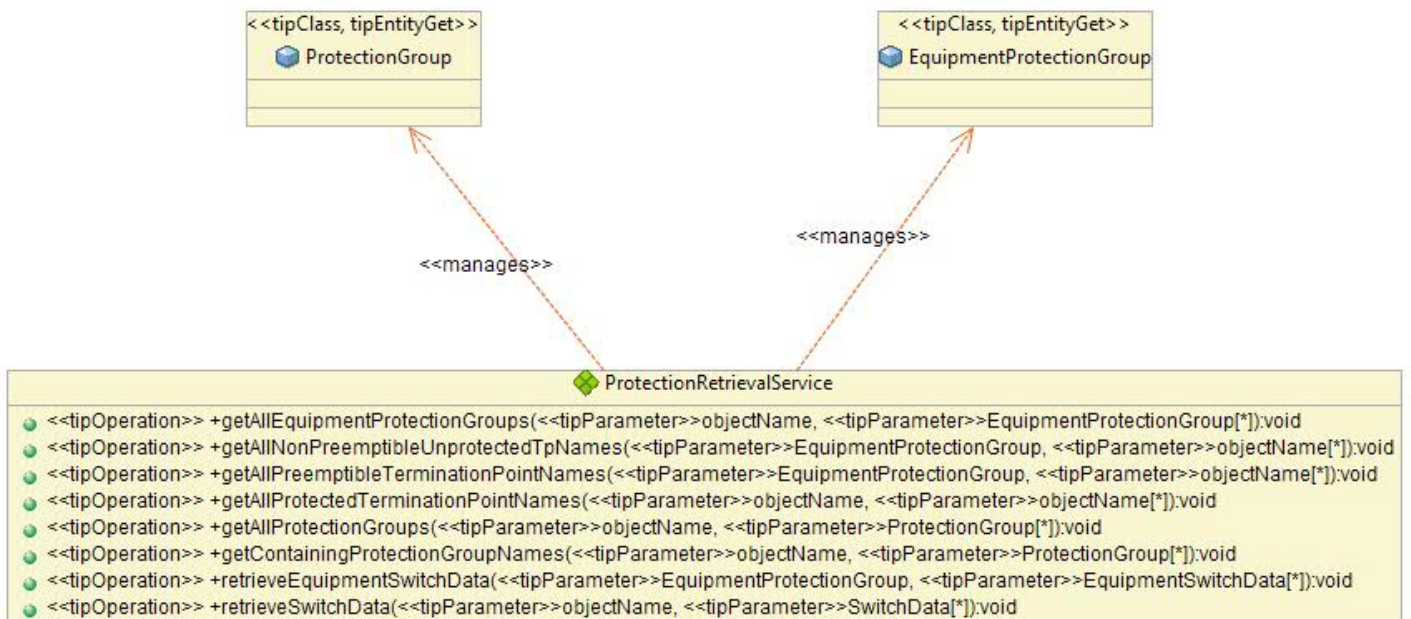 <<tipClass, tipEntityGet>>
ProtectionGroup
<<tipClass, tipEntityGet>>
EquipmentProtectionGroup
<<manages>>
<<manages>>
ProtectionRetrievalService
<<tipOperation>> +getAllEquipmentProtectionGroups(<<tipParameter>>objectName, <<tipParameter>>EquipmentProtectionGroup[*]):void
<<tipOperation>> +getAllNonPreemptibleUnprotectedTpNames(<<tipParameter>>EquipmentProtectionGroup, <<tipParameter>>objectName[*]):void
<<tipOperation>> +getAllPreemptibleTerminationPointNames(<<tipParameter>>EquipmentProtectionGroup, <<tipParameter>>objectName[*]):void
<<tipOperation>> +getAllProtectedTerminationPointNames(<<tipParameter>>objectName, <<tipParameter>>objectName[*]):void
<<tipOperation>> +getAllProtectionGroups(<<tipParameter>>objectName, <<tipParameter>>ProtectionGroup[*]):void
<<tipOperation>> +getContainingProtectionGroupNames(<<tipParameter>>objectName, <<tipParameter>>ProtectionGroup[*]):void
<<tipOperation>> +retrieveEquipmentSwitchData(<<tipParameter>>EquipmentProtectionGroup, <<tipParameter>>EquipmentSwitchData[*]):void
<<tipOperation>> +retrieveSwitchData(<<tipParameter>>objectName, <<tipParameter>>SwitchData[*]):void